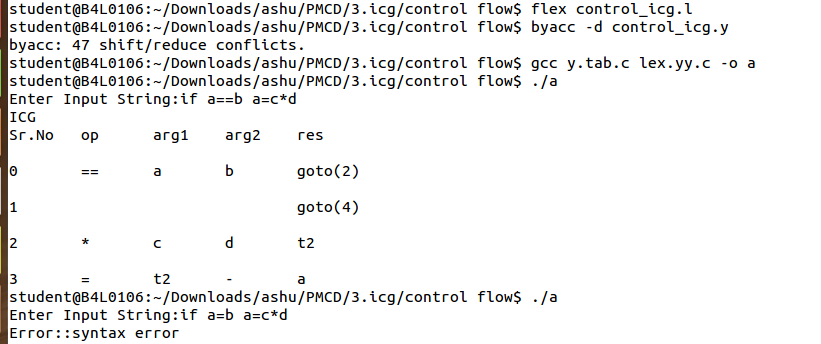 student@B4L0106:~/Downloads/ashu/PMCD/3.icg/control flow$ flex control_icg.l
student@B4L0106:~/Downloads/ashu/PMCD/3.icg/control flow$ byacc -d control_icg.y
byacc: 47 shift/reduce conflicts.
student@B4L0106:~/Downloads/ashu/PMCD/3.icg/control flow$ gcc y.tab.c lex.yy.c -o a
student@B4L0106:~/Downloads/ashu/PMCD/3.icg/control flow$ ./a
Enter Input String:if a==b a=c*d
ICG
Sr.No op arg1 arg2 res
0 == a b goto(2)
1 goto(4)
2 * c d t2
3 = t2 - a
student@B4L0106:~/Downloads/ashu/PMCD/3.icg/control flow$ ./a
Enter Input String:if a=b a=c*d
Error::syntax error